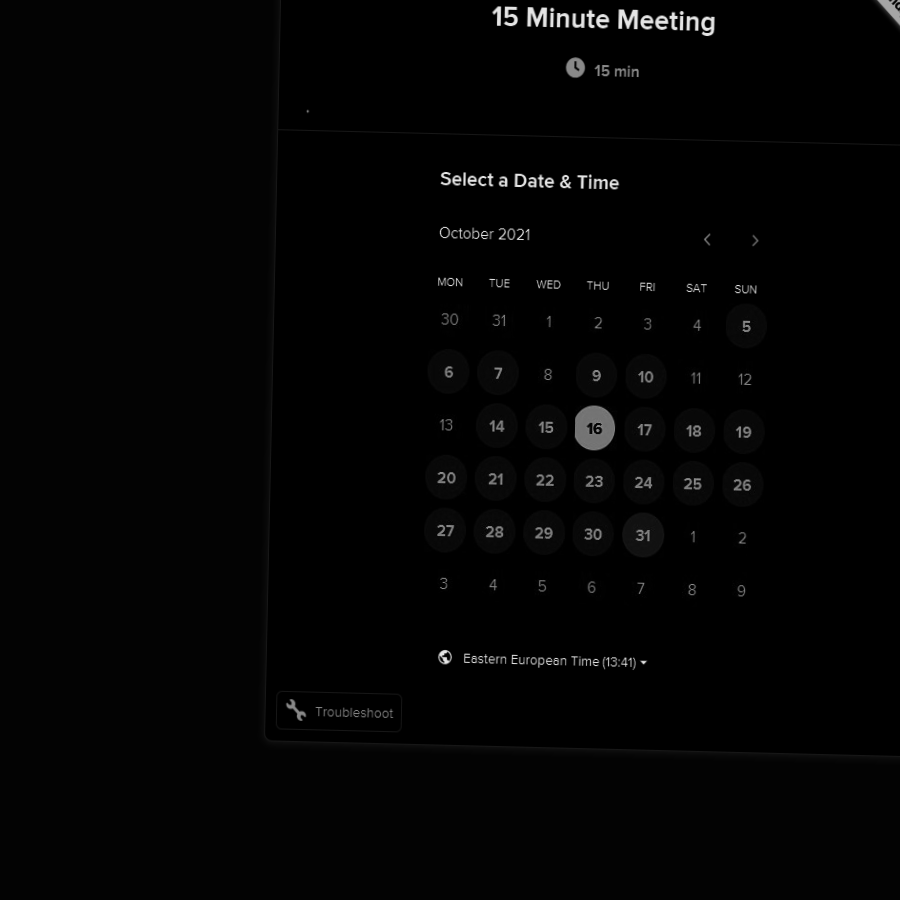 15 Minute Meeting
15 min
Select a Date & Time
October 2021
MON TUE WED THU FRI SAT SUN
30 31 1 2 3 4 5
6 7 8 9 10 11 12
13 14 15 16 17 18 19
20 21 22 23 24 25 26
27 28 29 30 31 1 2
3 4 5 6 7 8 9
Eastern European Time (13:41)
Troubleshoot